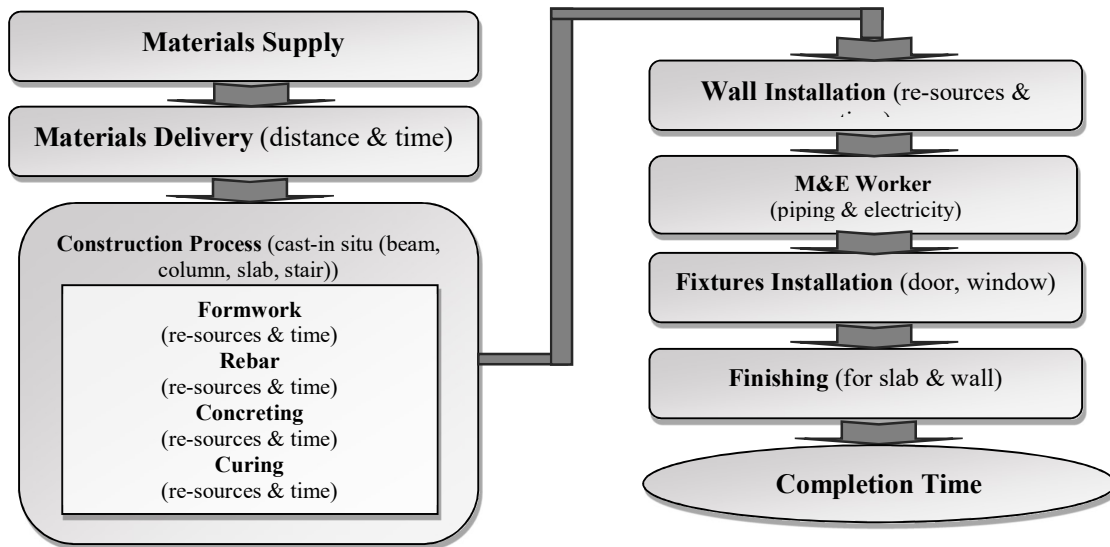 Materials Supply
Materials Delivery (distance & time)
Construction Process (cast-in situ (beam,
column, slab, stair))
Formwork
(re-sources & time)
Rebar
(re-sources & time)
Concreting
(re-sources & time)
Curing
(re-sources & time)
Wall Installation (re-sources &
M&E Worker
(piping & electricity)
Fixtures Installation (door, window)
Finishing (for slab & wall)
Completion Time